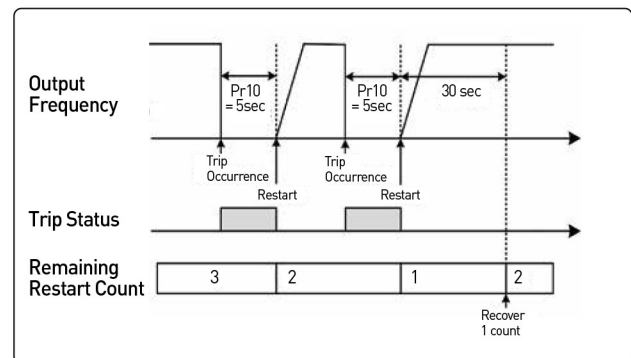 Output
Frequency
Pr10
= 5sec
Pr10
= 5sec
30 sec
Trip
Occurrence
Restart
Trip
Occurrence
Restart
Trip Status
Remaining
Restart Count
3
2
1
2
Recover
1 count